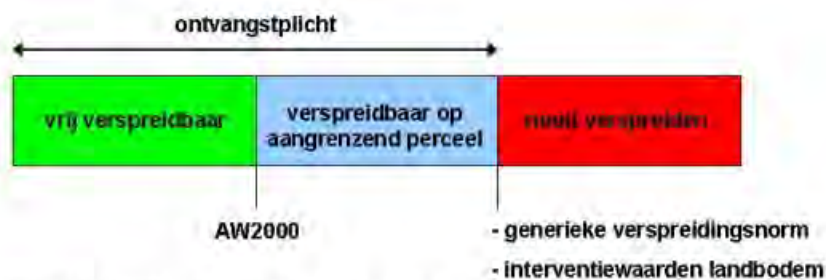 ontvangstplicht
vrij verspreidbaar
verspreidbaar op
aangrenzend perceel
nooit verspreiden
AW2000
- generieke verspreidingsnorm
- interventiewaarden landbodem